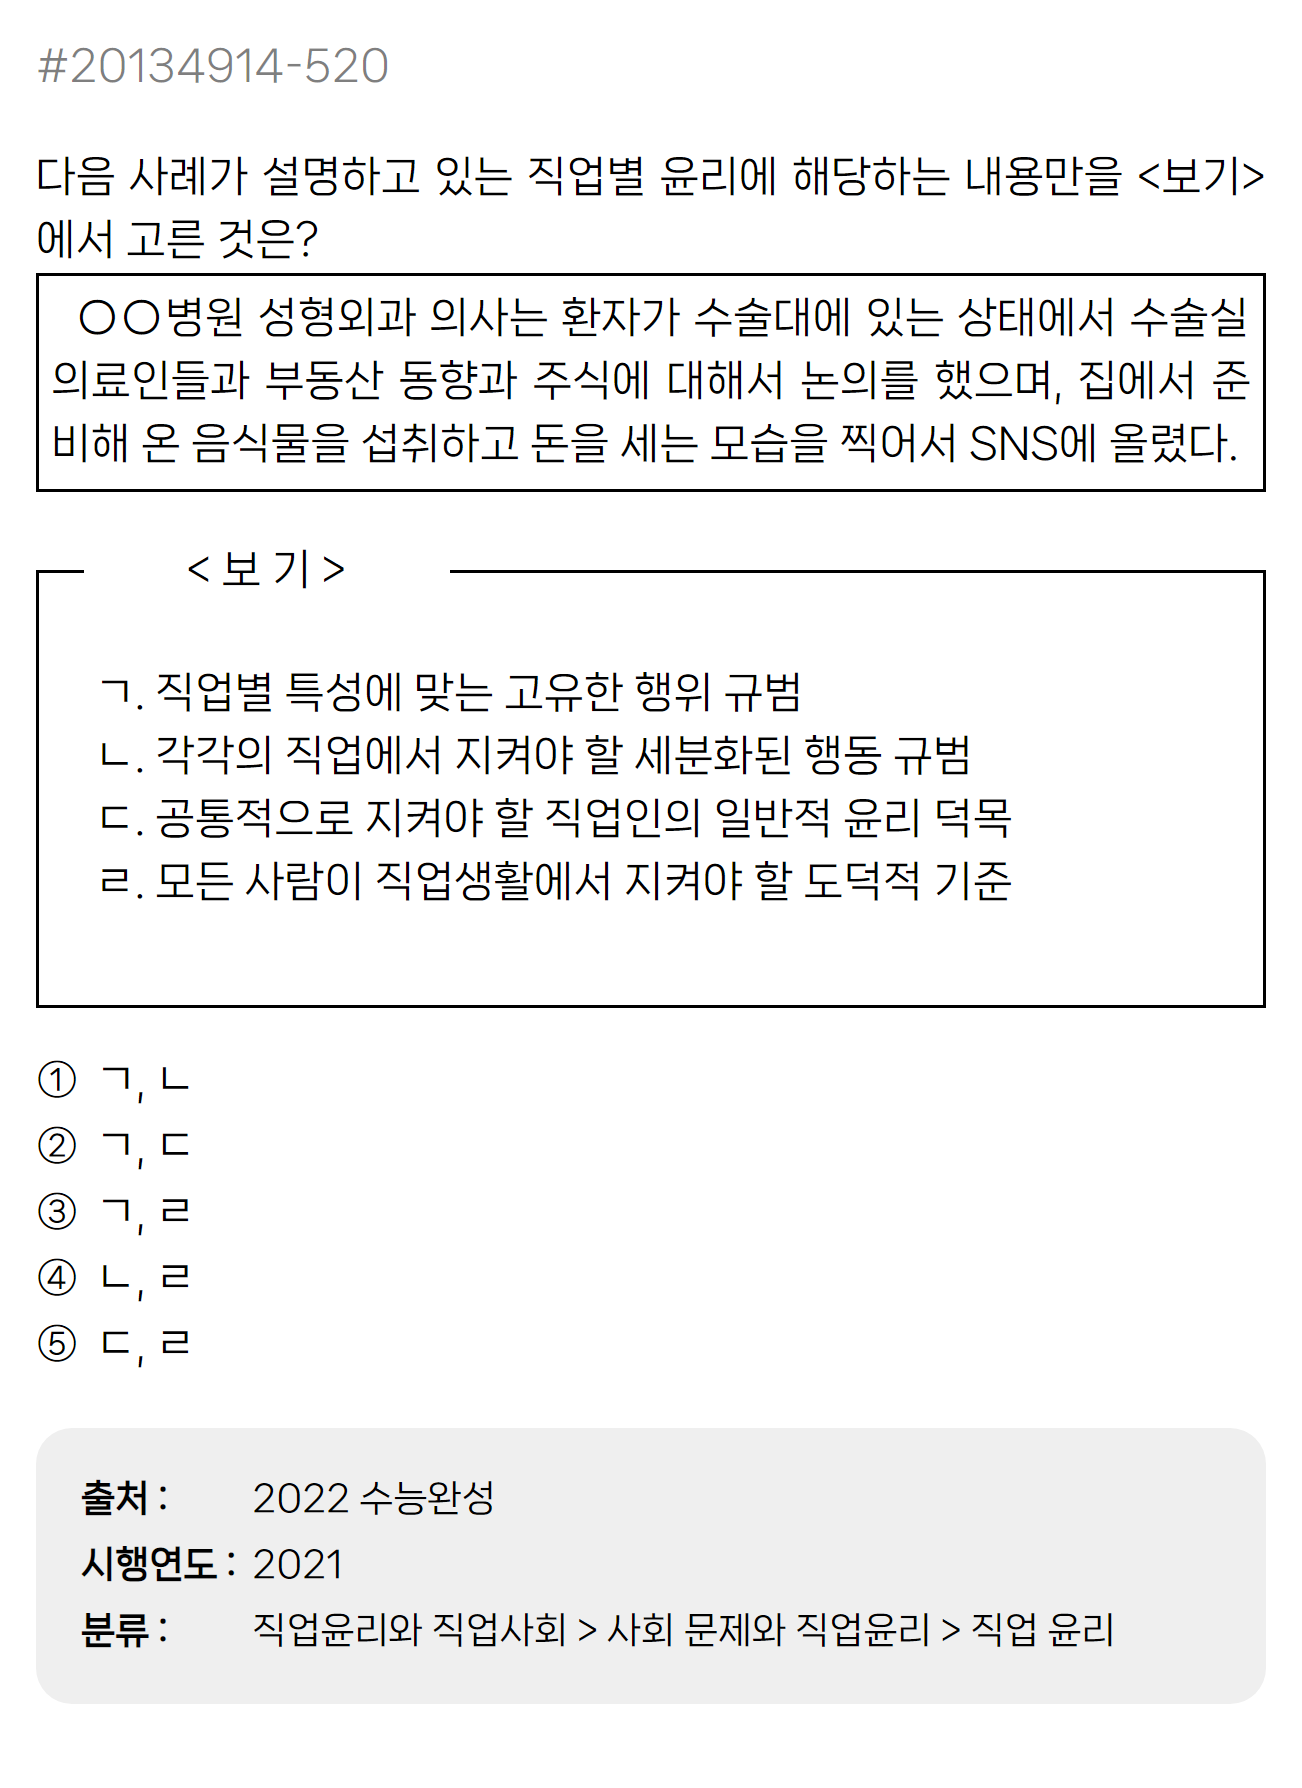 #20134914-520
다음 사례가 설명하고 있는 직업별 윤리에 해당하는 내용만을 <보기>
에서 고른 것은?
○○병원 성형외과 의사는 환자가 수술대에 있는 상태에서 수술실
의료인들과 부동산 동향과 주식에 대해서 논의를 했으며, 집에서 준
비해 온 음식물을 섭취하고 돈을 세는 모습을 찍어서 SNS에 올렸다.
< 보 기 >
ㄱ. 직업별 특성에 맞는 고유한 행위 규범
ㄴ. 각각의 직업에서 지켜야 할 세분화된 행동 규범
ㄷ. 공통적으로 지켜야 할 직업인의 일반적 윤리 덕목
ㄹ. 모든 사람이 직업생활에서 지켜야 할 도덕적 기준
① ㄱ, ㄴ
② ㄱ, ㄷ
③ ㄱ, ㄹ
④ ㄴ, ㄹ
⑤ ㄷ, ㄹ
출처 : 2022 수능완성
시행연도 : 2021
분류 : 직업윤리와 직업사회 > 사회 문제와 직업윤리 > 직업 윤리